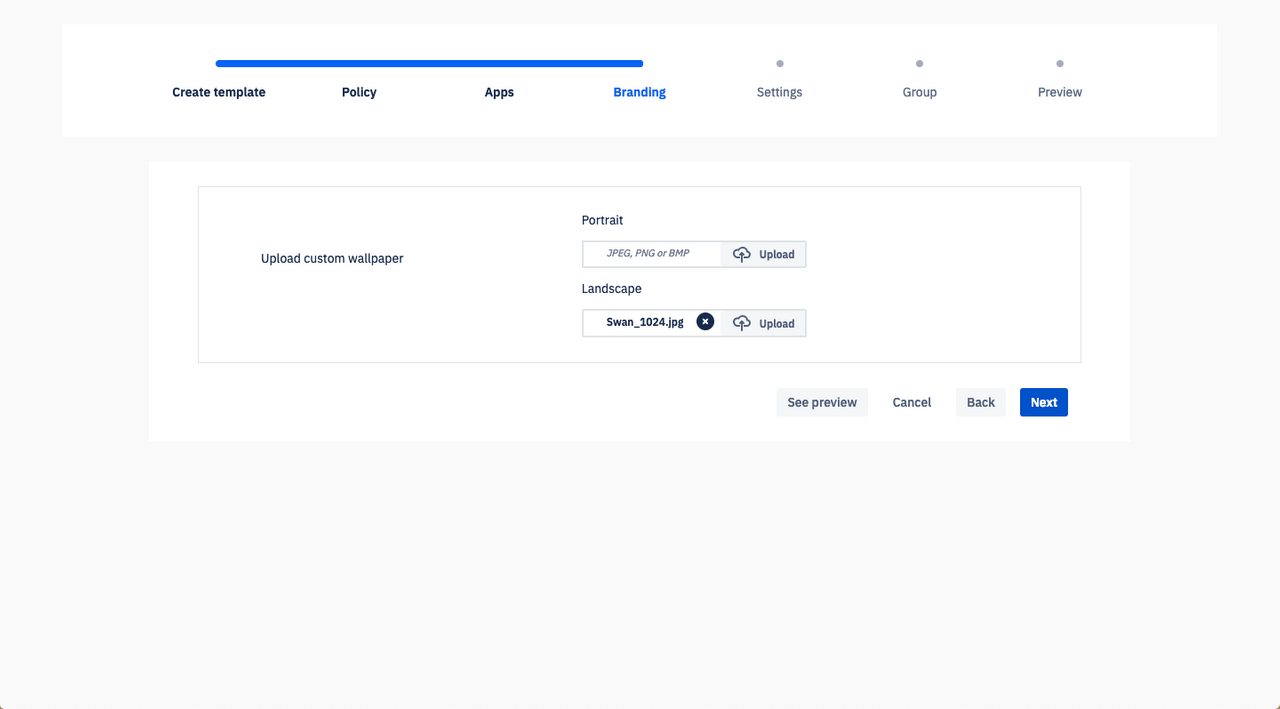 Create template Policy Apps Branding Settings Group Preview
Portrait
JPEG, PNG or BMP Upload
Upload custom wallpaper
Landscape
Swan_1024.jpg Upload
See preview Cancel Back Next